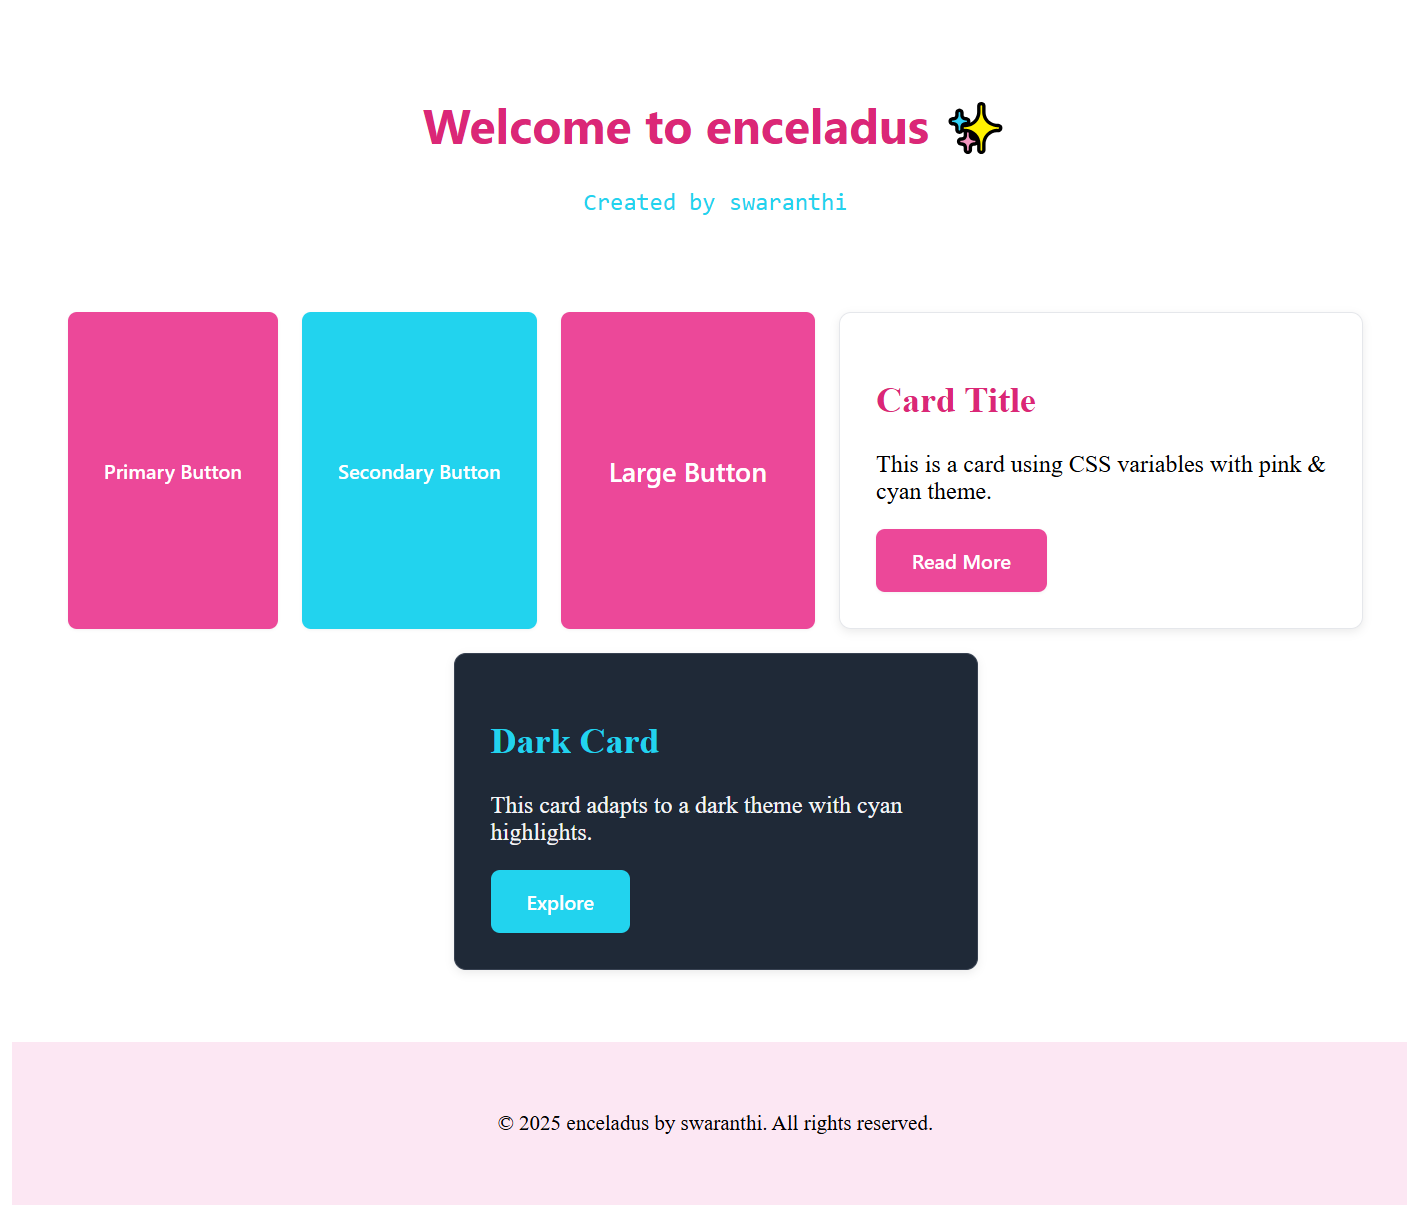 Welcome to enceladus ✨
Created by swaranthi
Primary Button
Secondary Button
Large Button
Card Title
This is a card using CSS variables with pink &
cyan theme.
Read More
Dark Card
This card adapts to a dark theme with cyan
highlights.
Explore
© 2025 enceladus by swaranthi. All rights reserved.